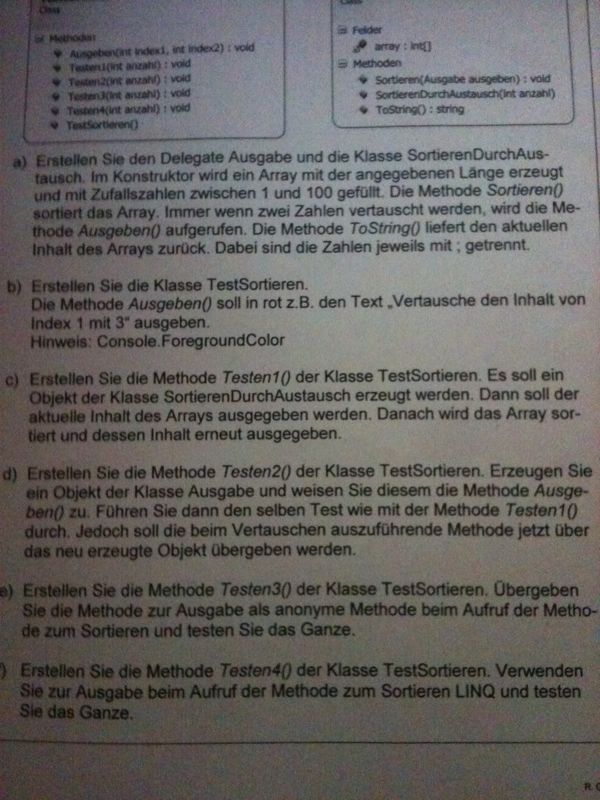 Class
Methoden
Ausgeben(int index1, int index2) : void
Testen1(int anzahl) : void
Testen2(int anzahl) : void
Testen3(int anzahl) : void
Testen4(int anzahl) : void
TestSortieren()
Class
Felder
array : int[]
Methoden
Sortieren(Ausgabe ausgeben) : void
SortierenDurchAustausch(int anzahl)
ToString() : string
a) Erstellen Sie den Delegate Ausgabe und die Klasse SortierenDurchAus-
tausch. Im Konstruktor wird ein Array mit der angegebenen Länge erzeugt
und mit Zufallszahlen zwischen 1 und 100 gefüllt. Die Methode Sortieren()
sortiert das Array. Immer wenn zwei Zahlen vertauscht werden, wird die Me-
thode Ausgeben() aufgerufen. Die Methode ToString() liefert den aktuellen
Inhalt des Arrays zurück. Dabei sind die Zahlen jeweils mit ; getrennt.
b) Erstellen Sie die Klasse TestSortieren.
Die Methode Ausgeben() soll in rot z.B. den Text „Vertausche den Inhalt von
Index 1 mit 3" ausgeben.
Hinweis: Console.ForegroundColor
c) Erstellen Sie die Methode Testen1() der Klasse TestSortieren. Es soll ein
Objekt der Klasse SortierenDurchAustausch erzeugt werden. Dann soll der
aktuelle Inhalt des Arrays ausgegeben werden. Danach wird das Array sor-
tiert und dessen Inhalt erneut ausgegeben.
d) Erstellen Sie die Methode Testen2() der Klasse TestSortieren. Erzeugen Sie
ein Objekt der Klasse Ausgabe und weisen Sie diesem die Methode Ausge-
ben() zu. Führen Sie dann den selben Test wie mit der Methode Testen1()
durch. Jedoch soll die beim Vertauschen auszuführende Methode jetzt über
das neu erzeugte Objekt übergeben werden.
e) Erstellen Sie die Methode Testen3() der Klasse TestSortieren. Übergeben
Sie die Methode zur Ausgabe als anonyme Methode beim Aufruf der Metho-
de zum Sortieren und testen Sie das Ganze.
) Erstellen Sie die Methode Testen4() der Klasse TestSortieren. Verwenden
Sie zur Ausgabe beim Aufruf der Methode zum Sortieren LINQ und testen
Sie das Ganze.